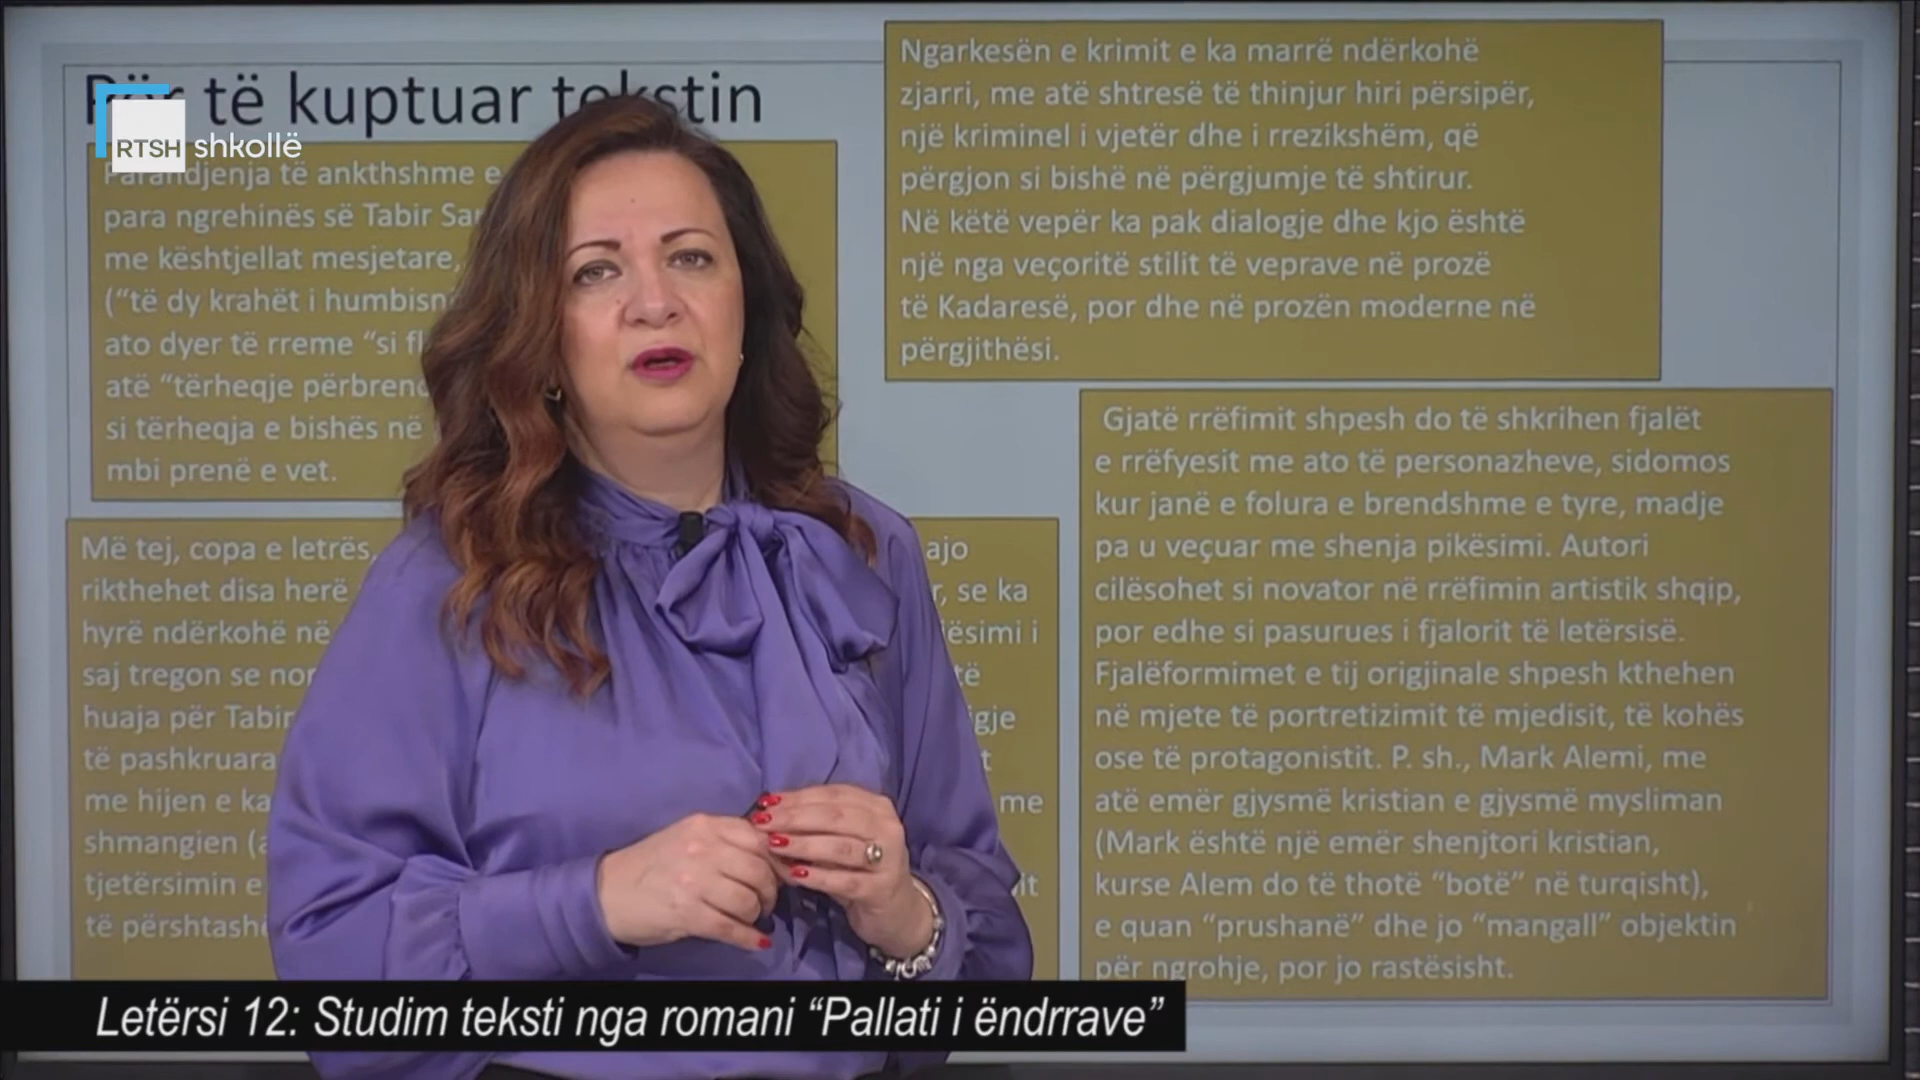 Për të kuptuar tekstin
RTSH shkollë
Parandjenja të ankthshme e
para ngrehinës së Tabir Sar
me kështjellat mesjetare,
(“të dy krahët i humbisn
ato dyer të rreme “si fl
atë “tërheqje përbrend
si tërheqja e bishës në
mbi prenë e vet.
Ngarkesën e krimit e ka marrë ndërkohë
zjarri, me atë shtresë të thinjur hiri përsipër,
një kriminel i vjetër dhe i rrezikshëm, që
përgjon si bishë në përgjumje të shtirur.
Në këtë vepër ka pak dialogje dhe kjo është
një nga veçoritë stilit të veprave në prozë
të Kadaresë, por dhe në prozën moderne në
përgjithësi.
Më tej, copa e letrës, ajo
rikthehet disa herë r, se ka
hyrë ndërkohë në jësimi i
saj tregon se nor të
huaja për Tabir igje
të pashkruara t
me hijen e ka me
shmangien (a
tjetërsimin e it
të përshtashë
Gjatë rrëfimit shpesh do të shkrihen fjalët
e rrëfyesit me ato të personazheve, sidomos
kur janë e folura e brendshme e tyre, madje
pa u veçuar me shenja pikësimi. Autori
cilësohet si novator në rrëfimin artistik shqip,
por edhe si pasurues i fjalorit të letërsisë.
Fjalëformimet e tij origjinale shpesh kthehen
në mjete të portretizimit të mjedisit, të kohës
ose të protagonistit. P. sh., Mark Alemi, me
atë emër gjysmë kristian e gjysmë mysliman
(Mark është një emër shenjtori kristian,
kurse Alem do të thotë “botë” në turqisht),
e quan “prushanë” dhe jo “mangall” objektin
për ngrohje, por jo rastësisht.
Letërsi 12: Studim teksti nga romani “Pallati i ëndrrave”